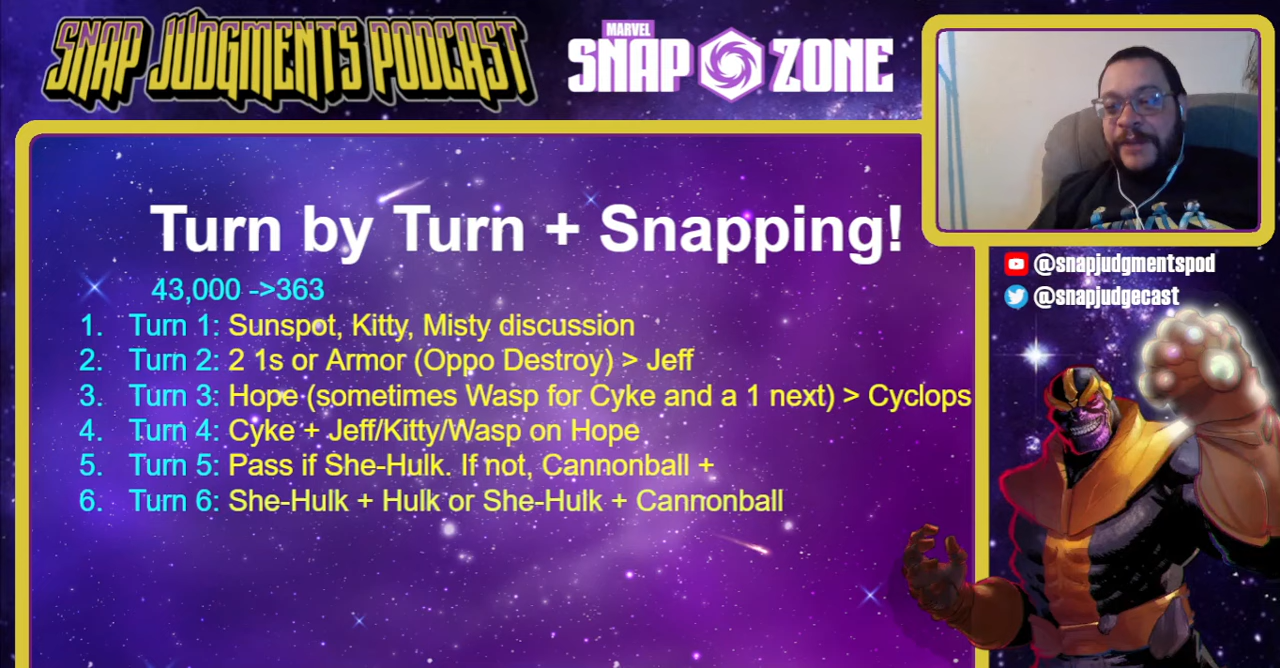 SNAP JUDGMENTS PODCAST
MARVEL
SNAP ZONE
Turn by Turn + Snapping!
43,000 ->363
1. Turn 1: Sunspot, Kitty, Misty discussion
2. Turn 2: 2 1s or Armor (Oppo Destroy) > Jeff
3. Turn 3: Hope (sometimes Wasp for Cyke and a 1 next) > Cyclops
4. Turn 4: Cyke + Jeff/Kitty/Wasp on Hope
5. Turn 5: Pass if She-Hulk. If not, Cannonball +
6. Turn 6: She-Hulk + Hulk or She-Hulk + Cannonball
@snapjudgmentspod
@snapjudgecast